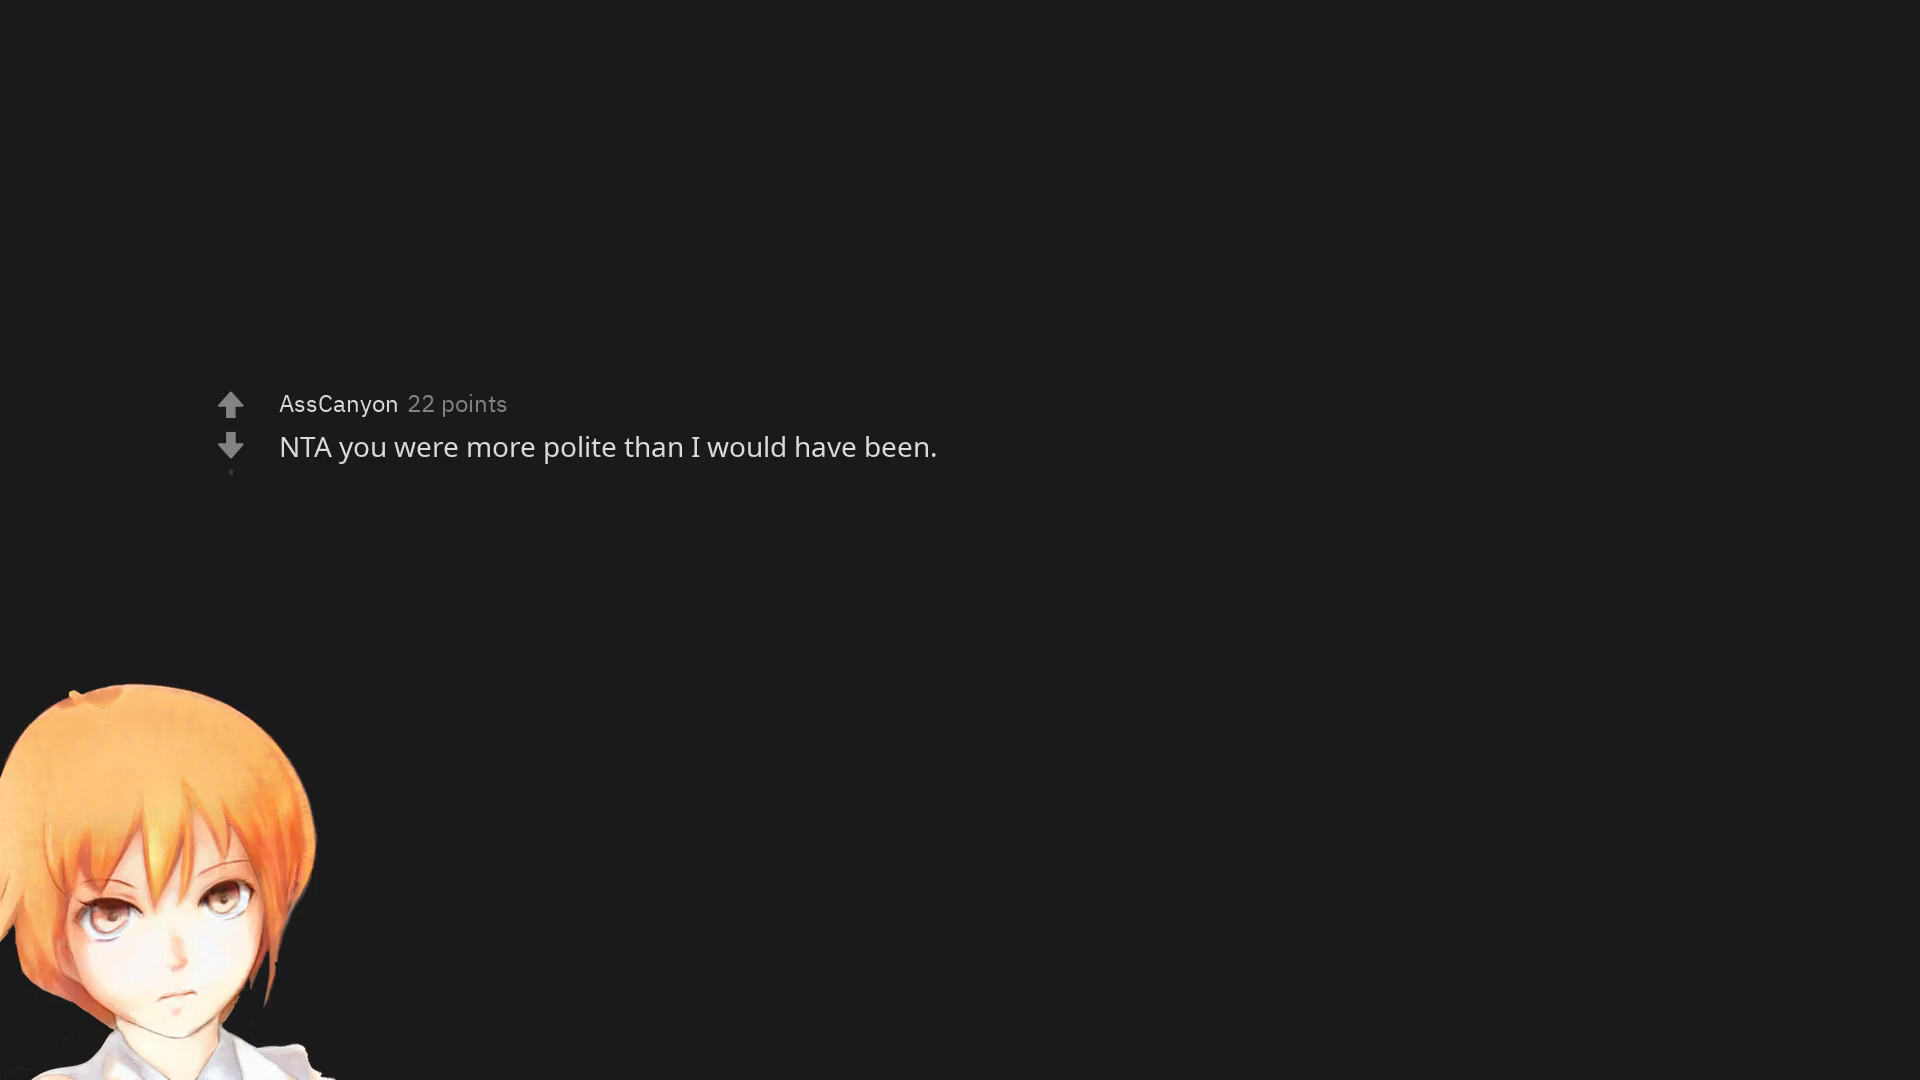 AssCanyon 22 points
NTA you were more polite than I would have been.